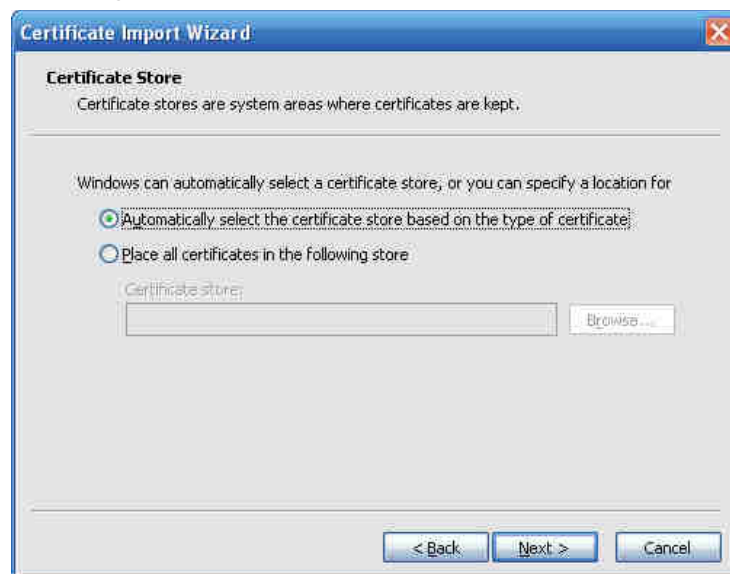 Certificate Import Wizard
Certificate Store
Certificate stores are system areas where certificates are kept.
Windows can automatically select a certificate store, or you can specify a location for
Automatically select the certificate store based on the type of certificate
Place all certificates in the following store
Certificate store:
Browse...
< Back
Next >
Cancel